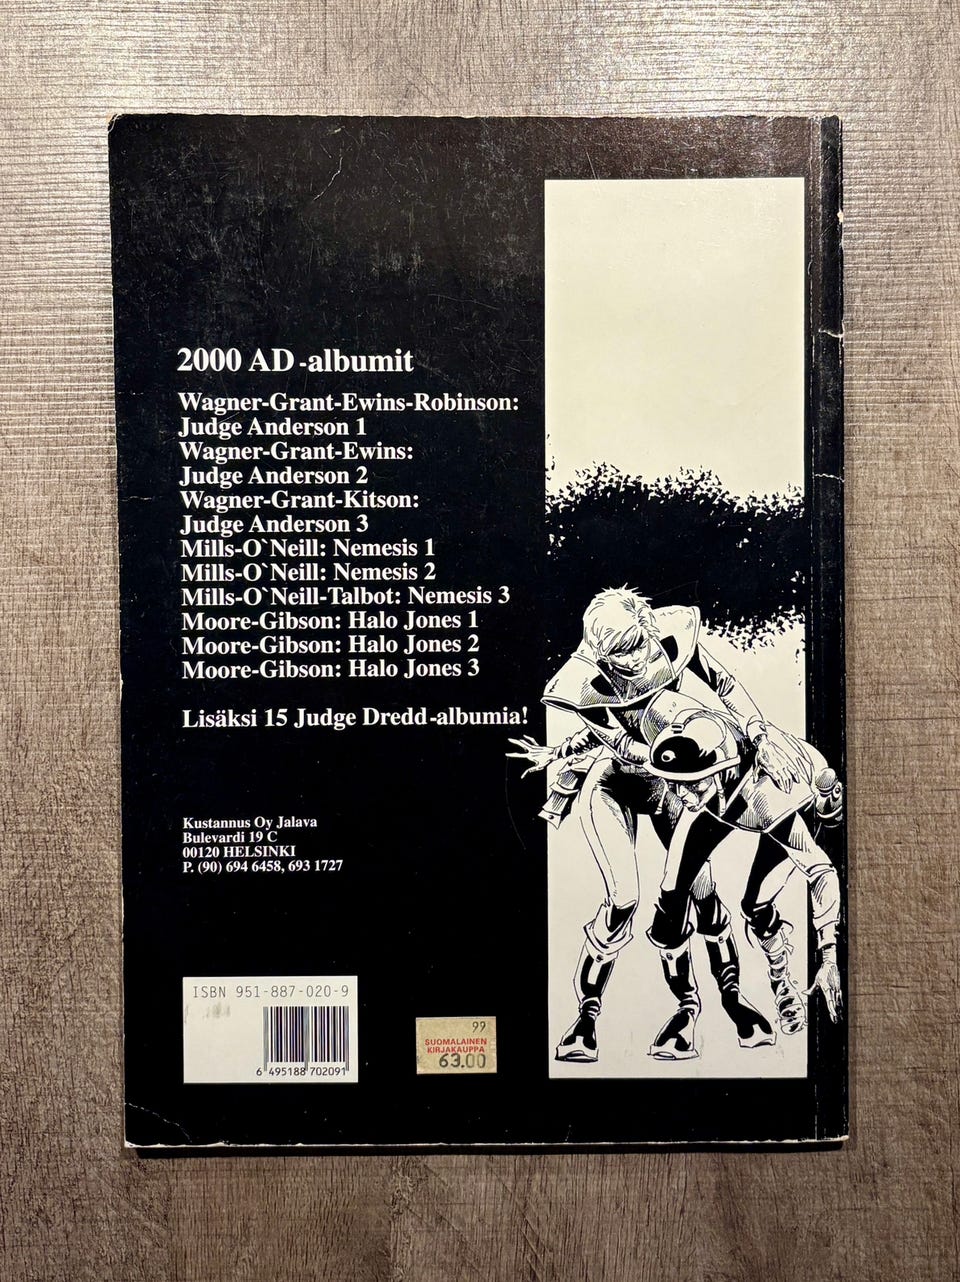 2000 AD-albumit
Wagner-Grant-Ewins-Robinson:
Judge Anderson 1
Wagner-Grant-Ewins:
Judge Anderson 2
Wagner-Grant-Kitson:
Judge Anderson 3
Mills-O`Neill: Nemesis 1
Mills-O`Neill: Nemesis 2
Mills-O`Neill-Talbot: Nemesis 3
Moore-Gibson: Halo Jones 1
Moore-Gibson: Halo Jones 2
Moore-Gibson: Halo Jones 3
Lisäksi 15 Judge Dredd-albumia!
Kustannus Oy Jalava
Bulevardi 19 C
00120 HELSINKI
P. (90) 694 6458, 693 1727
ISBN 951-887-020-9
6 495188 702091
99
SUOMALAINEN
KIRJAKAUPPA
63.00